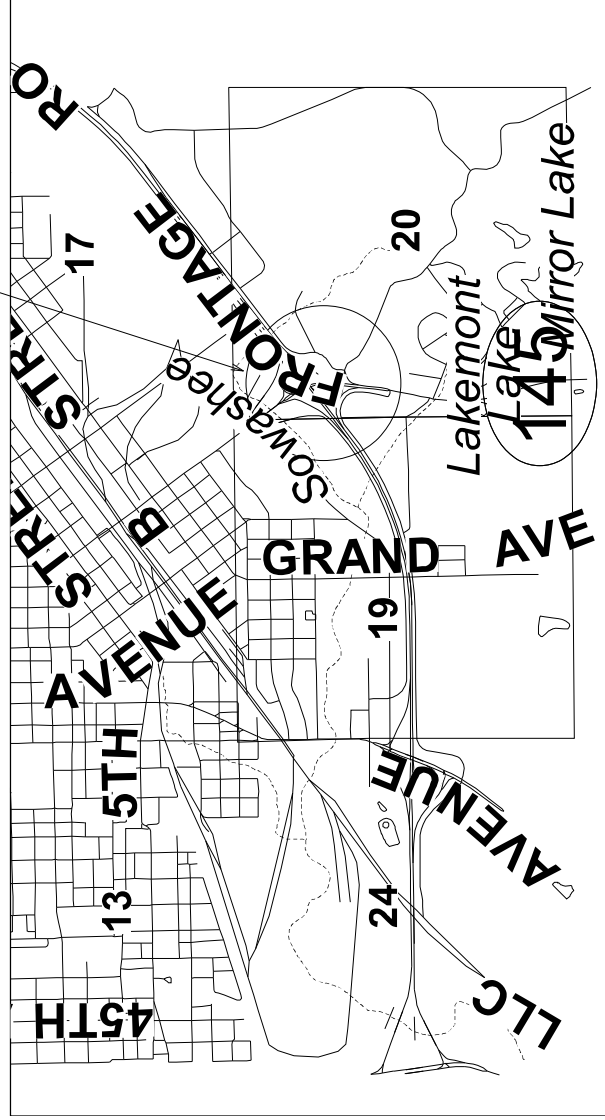 RO
17
FRONTAGE
20
STRE
STRE
Sowashee
Mirror Lake
Lakemont
Lake
145
B
GRAND AVE
AVENUE
19
5TH
AVENUE
13
24
45TH
LLC